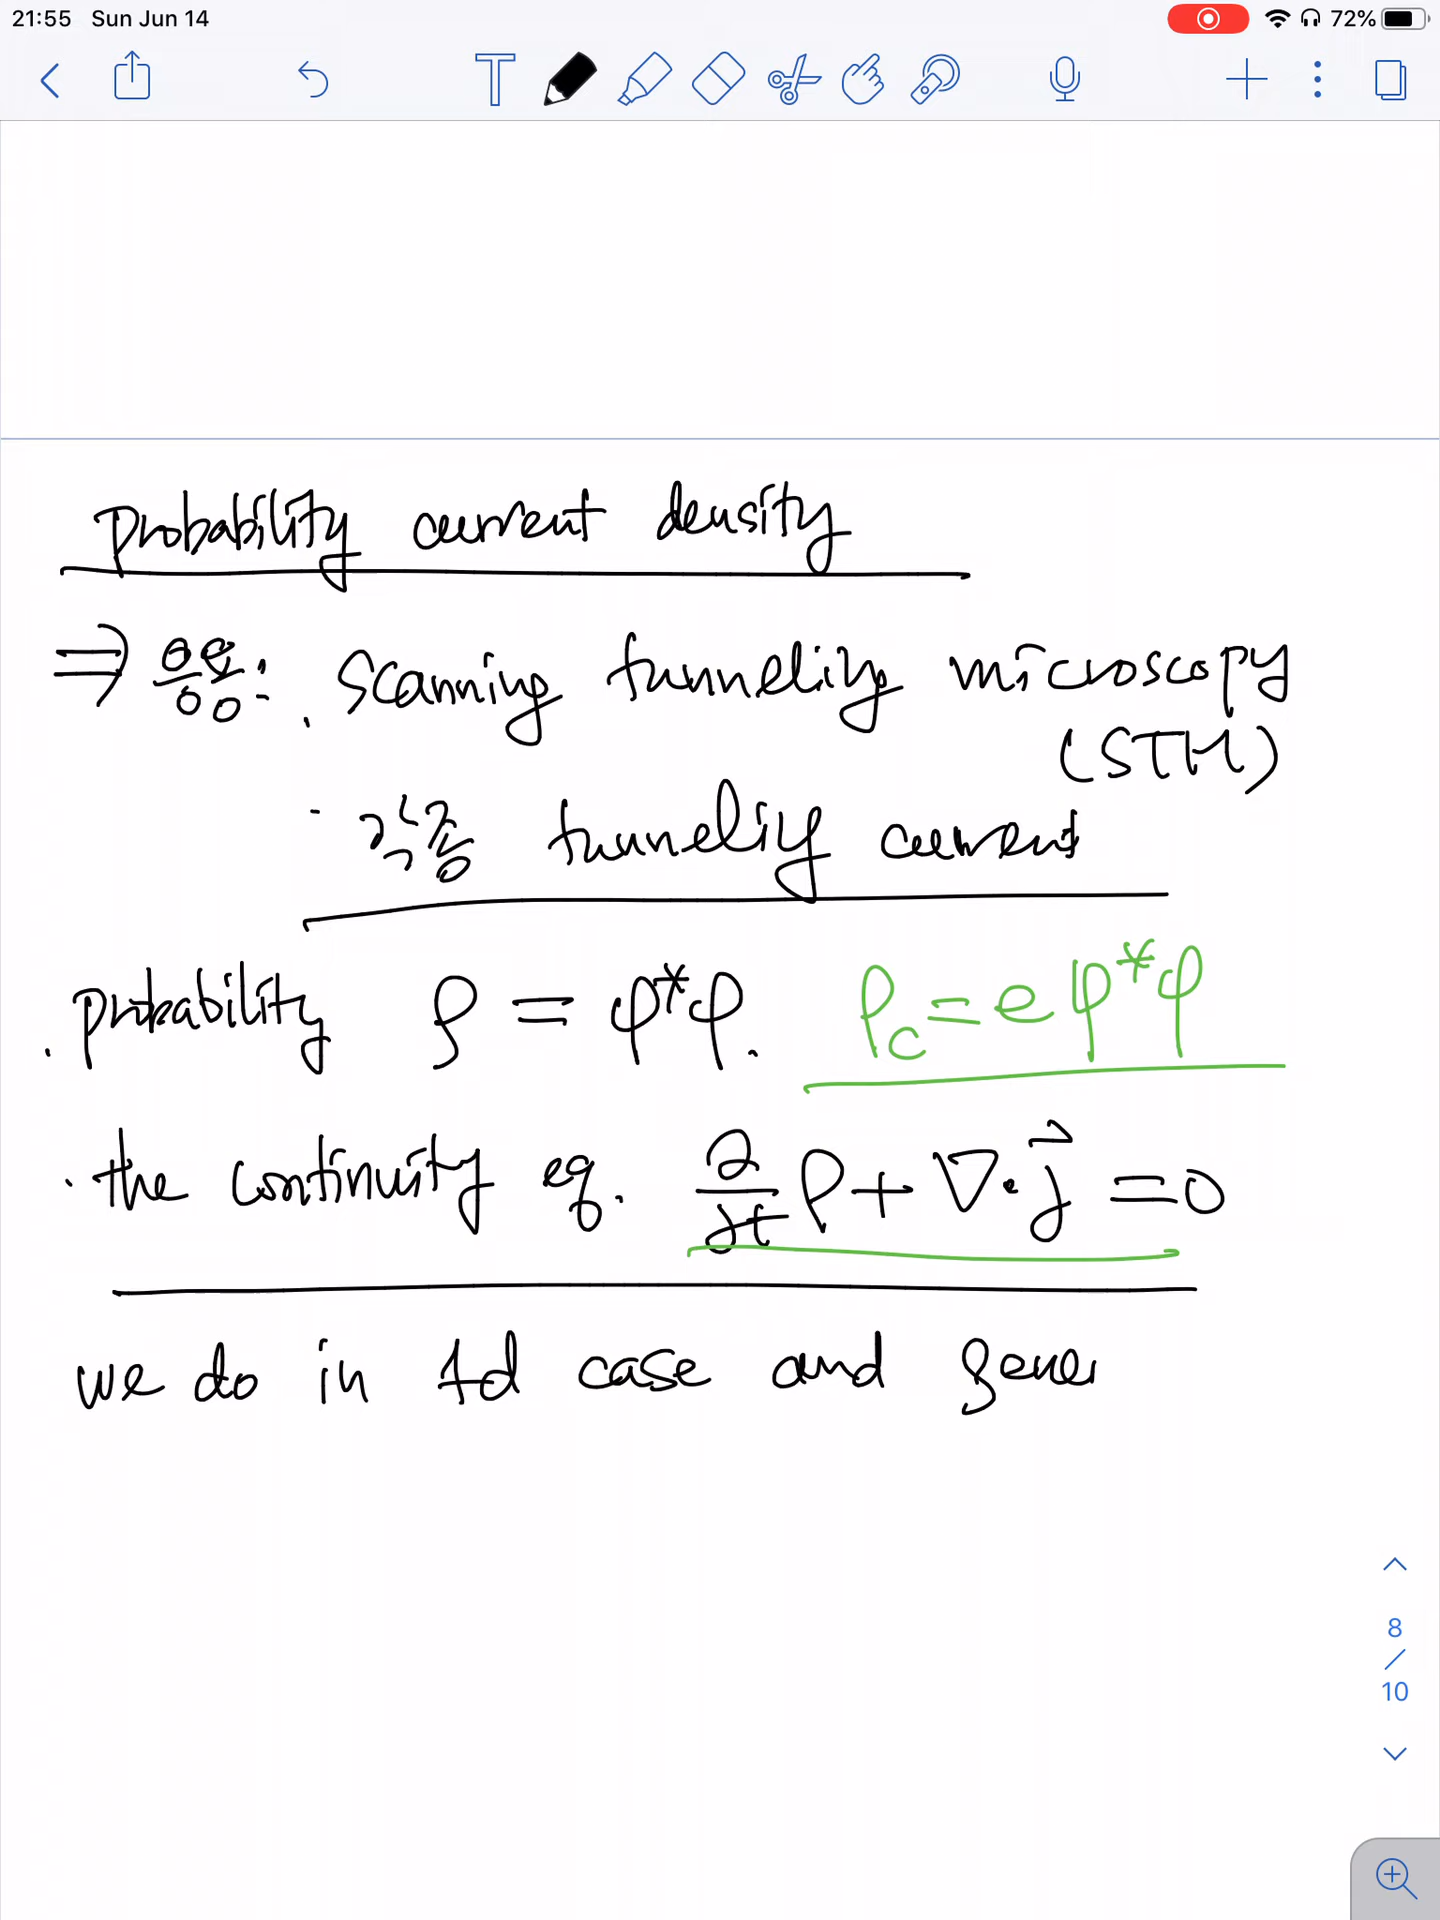 21:55 Sun Jun 14 72%
probability current density
⇒ 응용: · scanning tunneling microscopy
(STM)
· 각종 tunneling current
· probability ρ = φ*φ. ρc = e φ*φ
· the continuity eq. ∂/∂t ρ + ∇·j⃗ = 0
we do in 1d case and gener
8
/
10